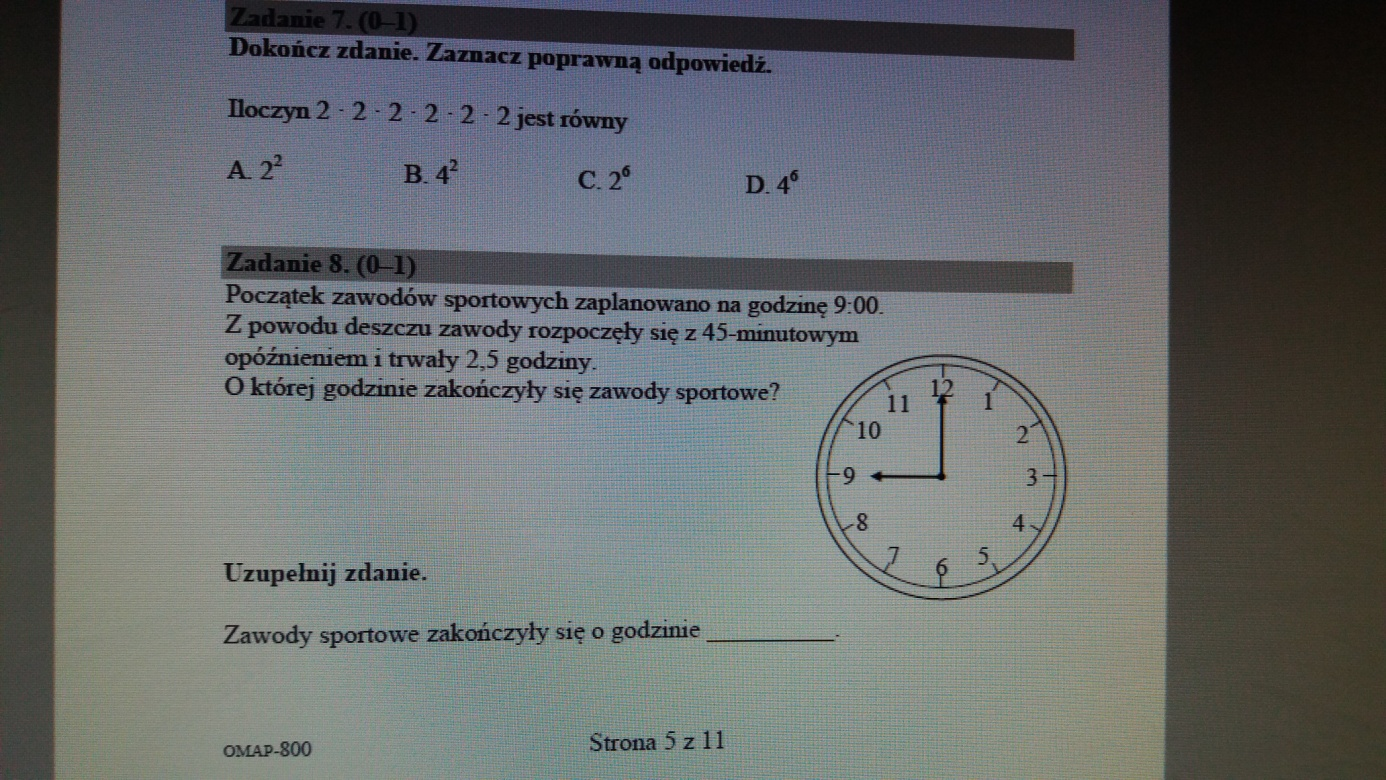 Zadanie 7. (0–1)
Dokończ zdanie. Zaznacz poprawną odpowiedź.
Iloczyn 2 · 2 · 2 · 2 · 2 · 2 jest równy
A. 2² B. 4² C. 2⁶ D. 4⁶
Zadanie 8. (0–1)
Początek zawodów sportowych zaplanowano na godzinę 9:00.
Z powodu deszczu zawody rozpoczęły się z 45-minutowym
opóźnieniem i trwały 2,5 godziny.
O której godzinie zakończyły się zawody sportowe?
12
11 1
10 2
9 3
8 4
7 5
6
Uzupełnij zdanie.
Zawody sportowe zakończyły się o godzinie ___________.
OMAP-800 Strona 5 z 11